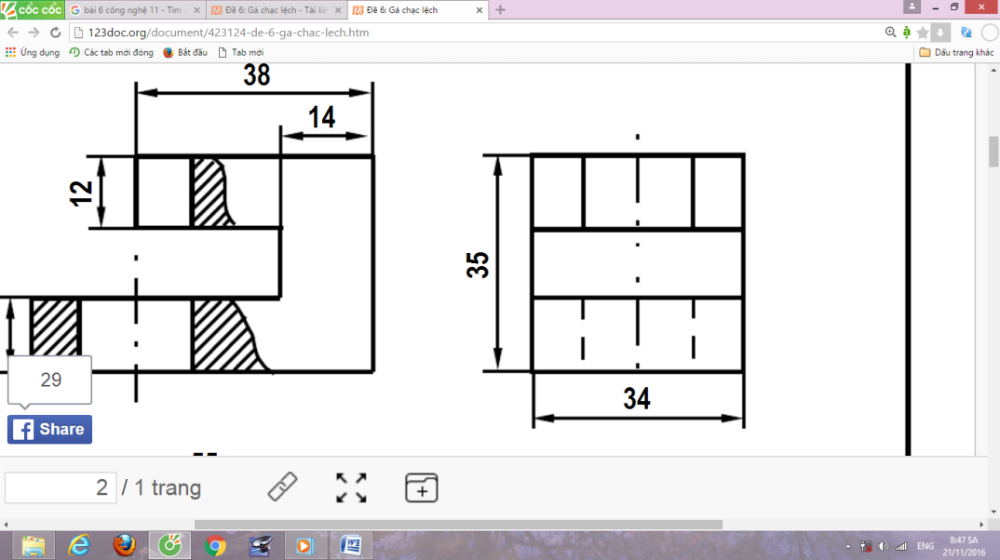 cốc cốc
bài 6 công nghệ 11 - Tìm
Đề 6: Gá chạc lệch - Tài liệ
Đề 6: Gá chạc lệch
123doc.org/document/423124-de-6-ga-chac-lech.htm
Ứng dụng
Các tab mới đóng
Bắt đầu
Tab mới
Dấu trang khác
38
14
12
35
34
29
Share
2 / 1 trang
ENG
8:47 SA
21/11/2016